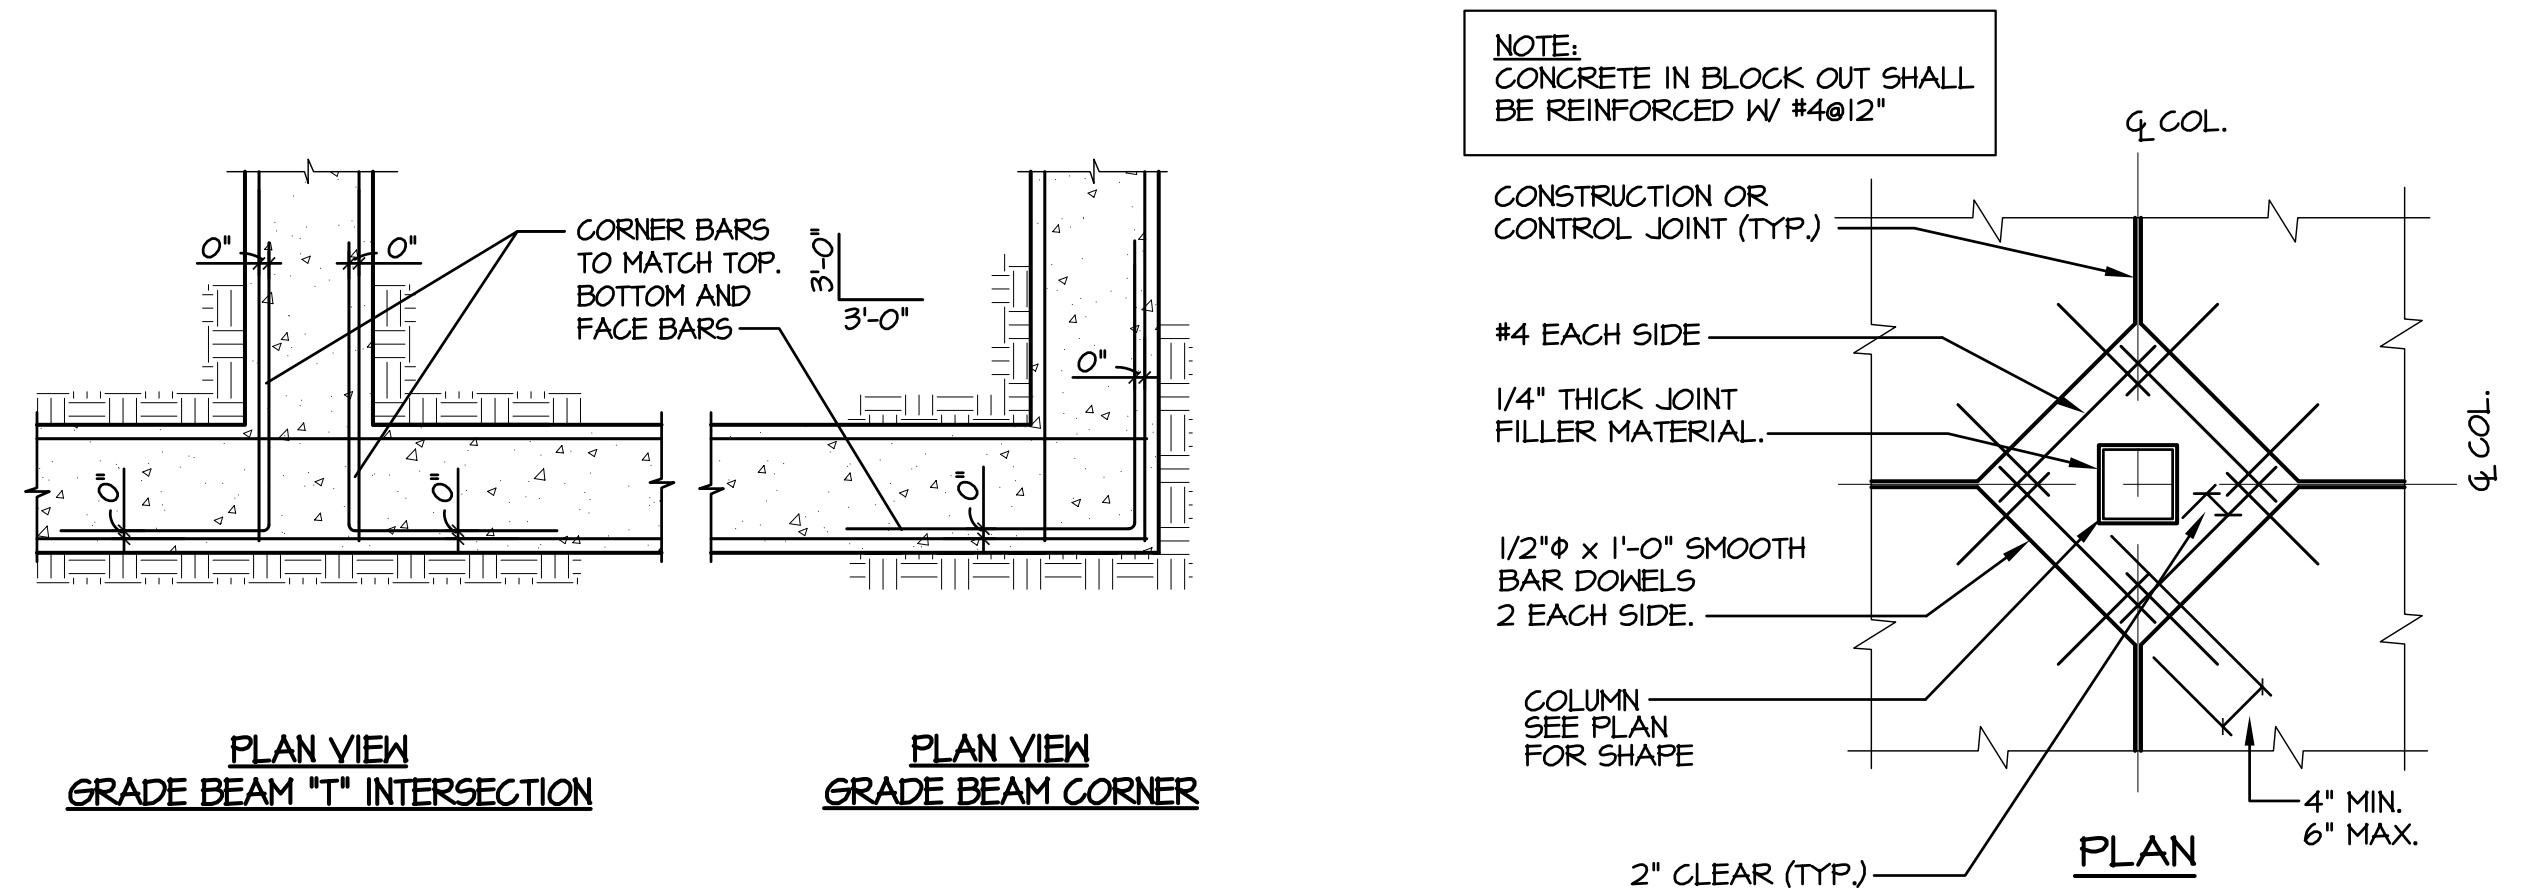 0"
0"
0"
0"
CORNER BARS
TO MATCH TOP.
BOTTOM AND
FACE BARS
3'-0"
3'-0"
0"
0"
PLAN VIEW
GRADE BEAM "T" INTERSECTION
PLAN VIEW
GRADE BEAM CORNER
NOTE:
CONCRETE IN BLOCK OUT SHALL
BE REINFORCED W/ #4@12"
℄ COL.
CONSTRUCTION OR
CONTROL JOINT (TYP.)
#4 EACH SIDE
1/4" THICK JOINT
FILLER MATERIAL.
℄ COL.
1/2"Φ x 1'-0" SMOOTH
BAR DOWELS
2 EACH SIDE.
COLUMN
SEE PLAN
FOR SHAPE
4" MIN.
6" MAX.
PLAN
2" CLEAR (TYP.)